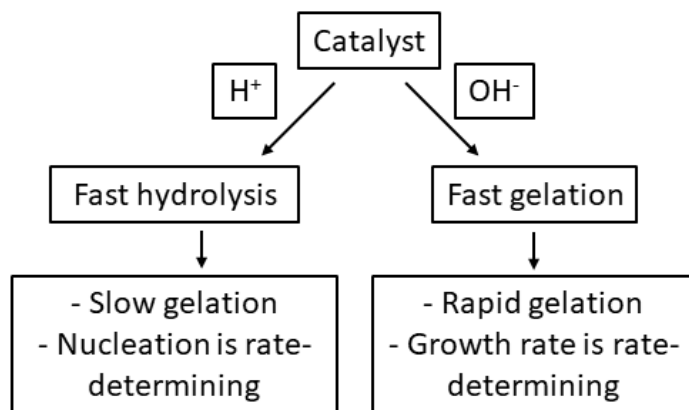 Catalyst
H⁺
OH⁻
Fast hydrolysis
Fast gelation
- Slow gelation
- Nucleation is rate-
determining
- Rapid gelation
- Growth rate is rate-
determining